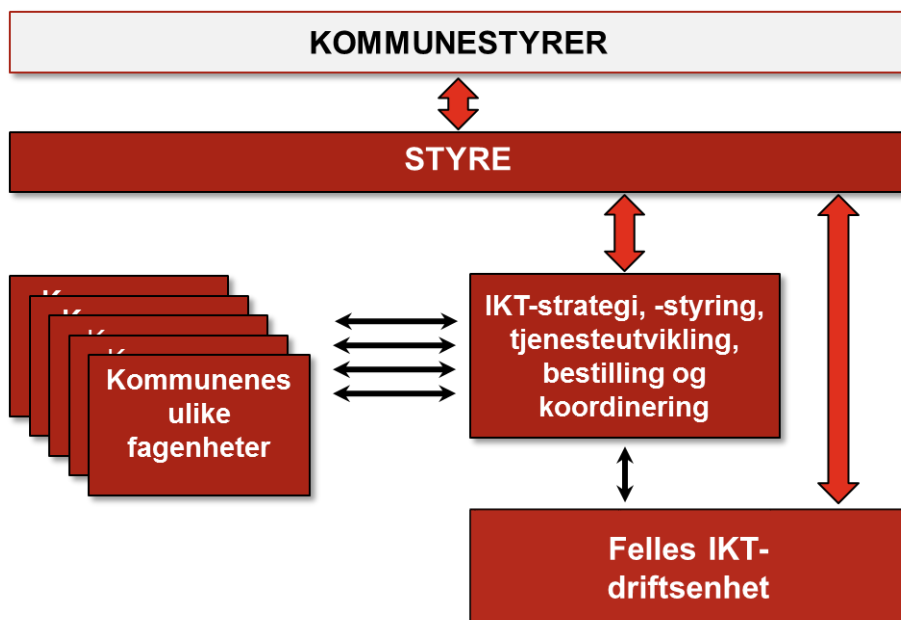 KOMMUNESTYRER
STYRE
IKT-strategi, -styring,
tjenesteutvikling,
bestilling og
koordinering
Kommunenes
ulike
fagenheter
Felles IKT-
driftsenhet